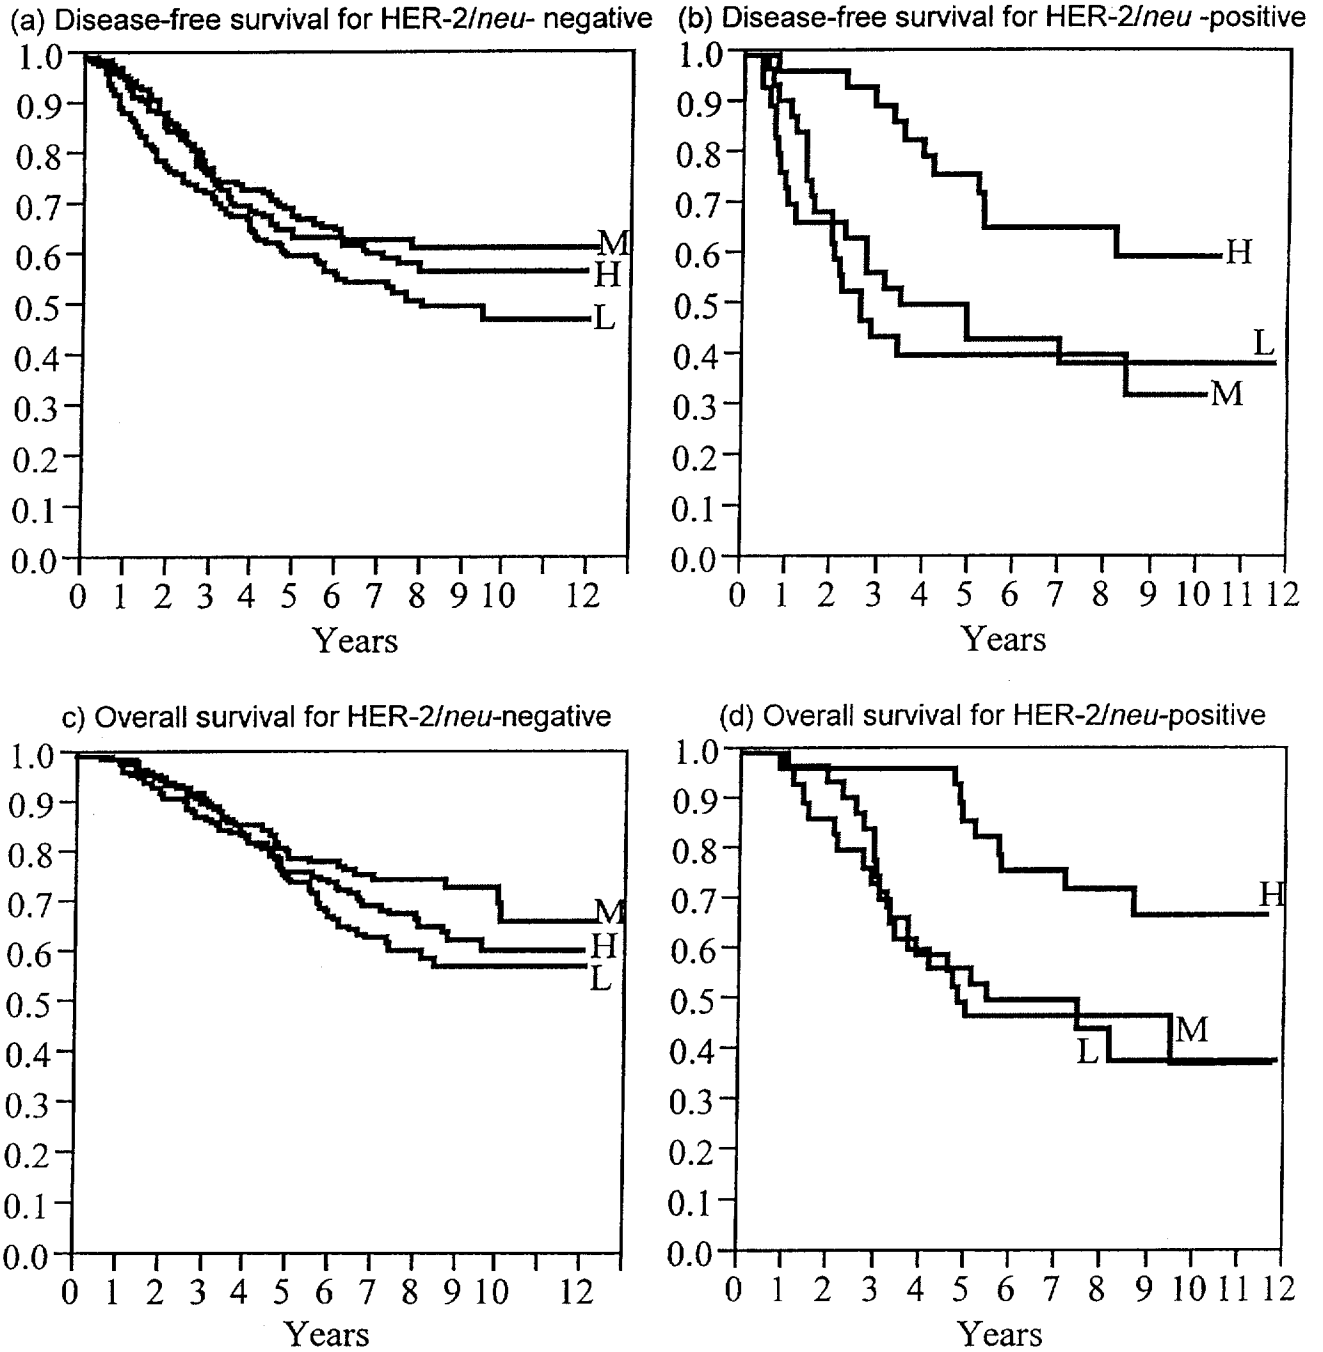 (a) Disease-free survival for HER-2/neu- negative
1.0
0.9
0.8
0.7
0.6
0.5
0.4
0.3
0.2
0.1
0.0
M
H
L
0 1 2 3 4 5 6 7 8 9 10 12
Years
(b) Disease-free survival for HER-2/neu -positive
1.0
0.9
0.8
0.7
0.6
0.5
0.4
0.3
0.2
0.1
0.0
H
L
M
0 1 2 3 4 5 6 7 8 9 10 11 12
Years
c) Overall survival for HER-2/neu-negative
1.0
0.9
0.8
0.7
0.6
0.5
0.4
0.3
0.2
0.1
0.0
M
H
L
0 1 2 3 4 5 6 7 8 9 10 12
Years
(d) Overall survival for HER-2/neu-positive
1.0
0.9
0.8
0.7
0.6
0.5
0.4
0.3
0.2
0.1
0.0
H
M
L
0 1 2 3 4 5 6 7 8 9 10 11 12
Years